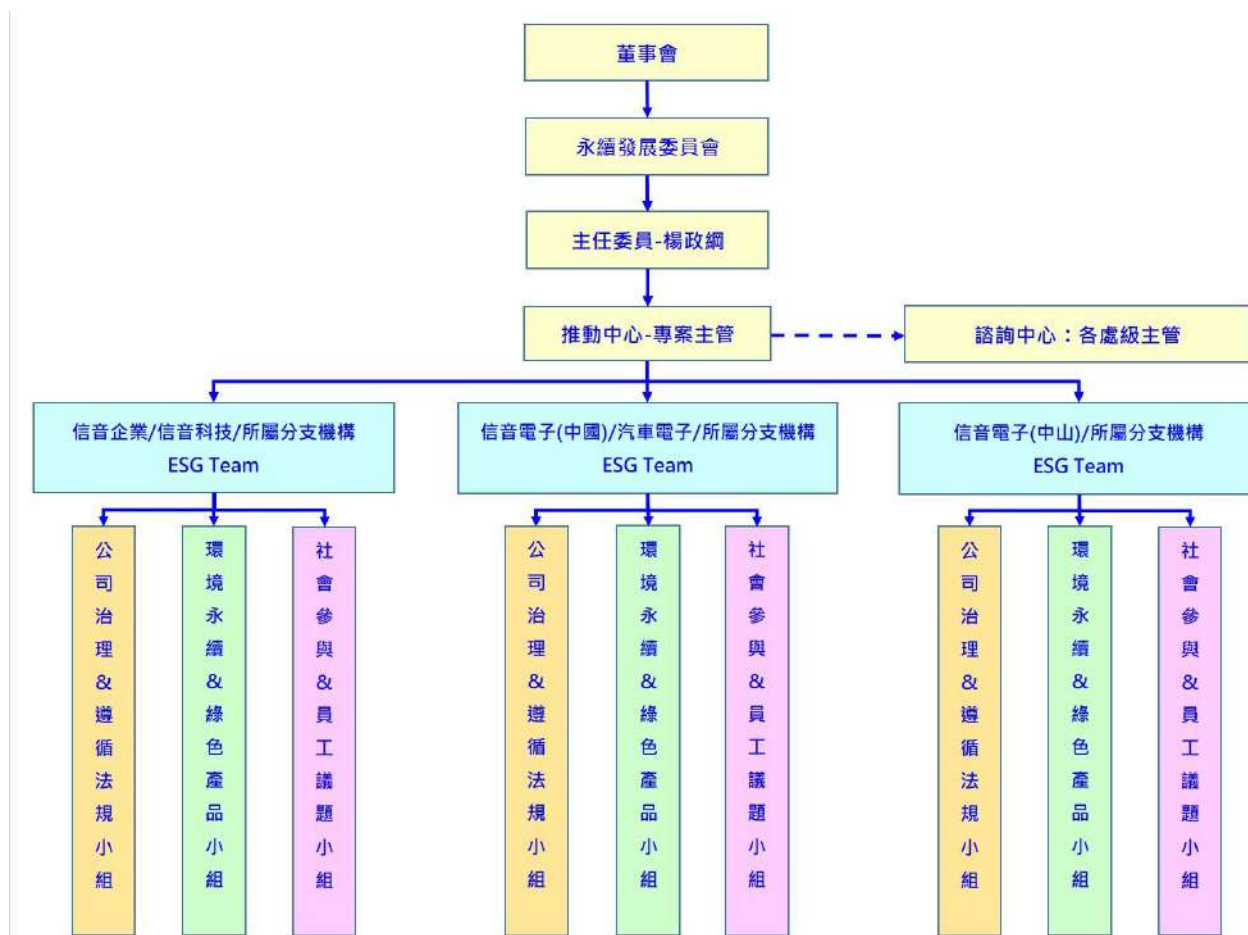 董事會
永續發展委員會
主任委員-楊政綱
推動中心-專案主管
諮詢中心：各處級主管
信音企業/信音科技/所屬分支機構
ESG Team
信音電子(中國)/汽車電子/所屬分支機構
ESG Team
信音電子(中山)/所屬分支機構
ESG Team
公司治理&遵循法規小組
環境永續&綠色產品小組
社會參與&員工議題小組
公司治理&遵循法規小組
環境永續&綠色產品小組
社會參與&員工議題小組
公司治理&遵循法規小組
環境永續&綠色產品小組
社會參與&員工議題小組